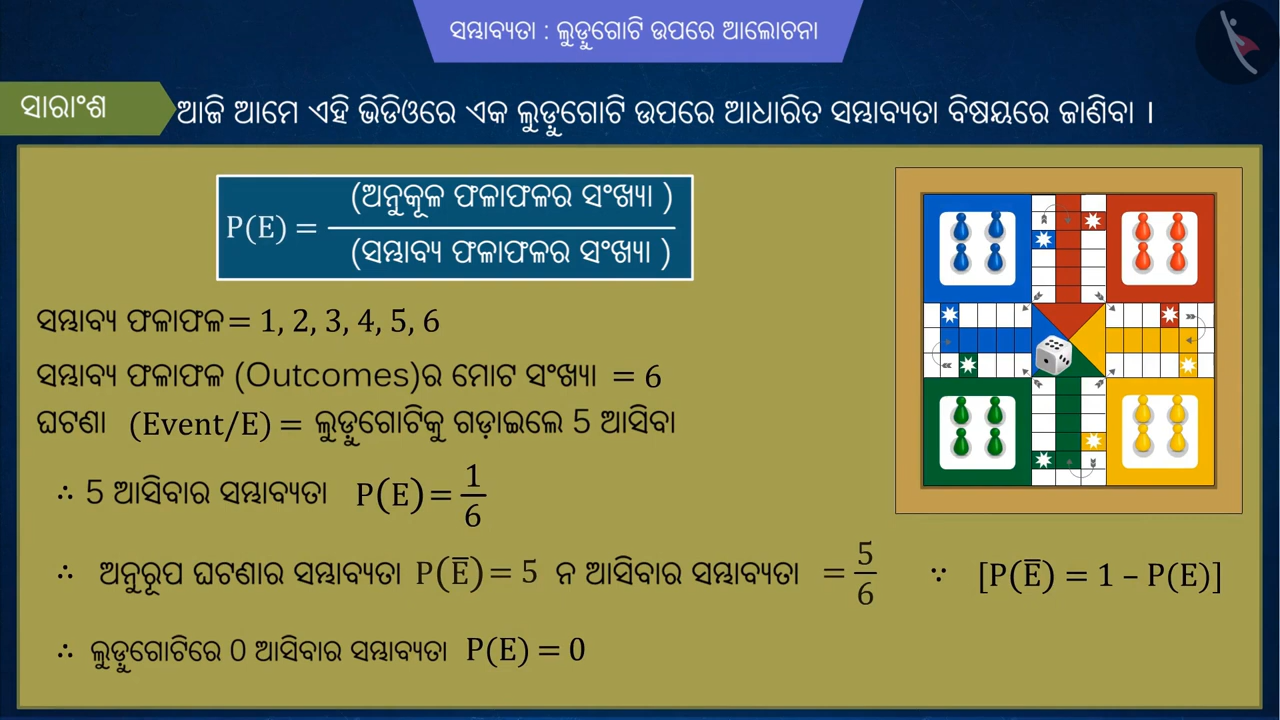 ସମ୍ଭାବ୍ୟତା : ଲୁଡୁଗୋଟି ଉପରେ ଆଲୋଚନା
ସାରାଂଶ
ଆଜି ଆମେ ଏହି ଭିଡିଓରେ ଏକ ଲୁଡୁଗୋଟି ଉପରେ ଆଧାରିତ ସମ୍ଭାବ୍ୟତା ବିଷୟରେ ଜାଣିବା ।
P(E) = (ଅନୁକୂଳ ଫଳାଫଳର ସଂଖ୍ୟା ) / (ସମ୍ଭାବ୍ୟ ଫଳାଫଳର ସଂଖ୍ୟା )
ସମ୍ଭାବ୍ୟ ଫଳାଫଳ = 1, 2, 3, 4, 5, 6
ସମ୍ଭାବ୍ୟ ଫଳାଫଳ (Outcomes)ର ମୋଟ ସଂଖ୍ୟା = 6
ଘଟଣା (Event/E) = ଲୁଡୁଗୋଟିକୁ ଗଡ଼ାଇଲେ 5 ଆସିବା
∴ 5 ଆସିବାର ସମ୍ଭାବ୍ୟତା P(E) = 1/6
∴ ଅନୁରୂପ ଘଟଣାର ସମ୍ଭାବ୍ୟତା P(E̅) = 5 ନ ଆସିବାର ସମ୍ଭାବ୍ୟତା = 5/6 ∵ [P(E̅) = 1 – P(E)]
∴ ଲୁଡୁଗୋଟିରେ 0 ଆସିବାର ସମ୍ଭାବ୍ୟତା P(E) = 0